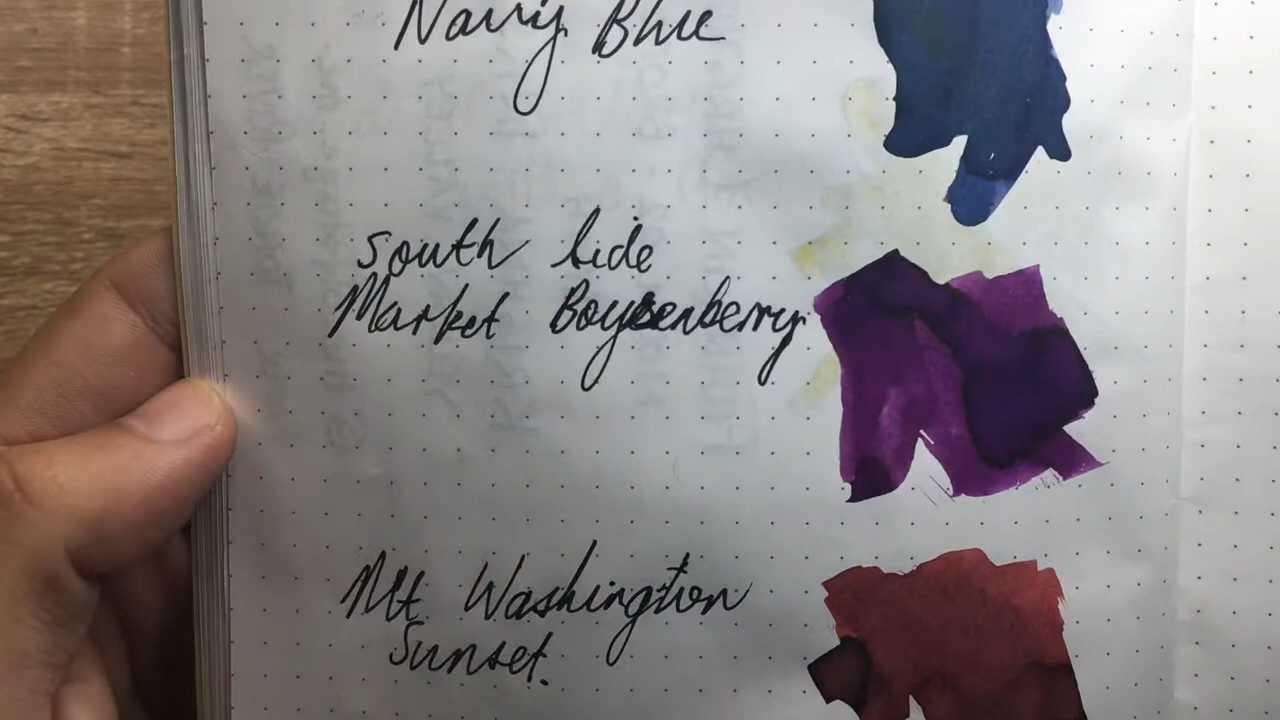 Navy Blue
South Side
Market Boysenberry
Mt Washington
Sunset.